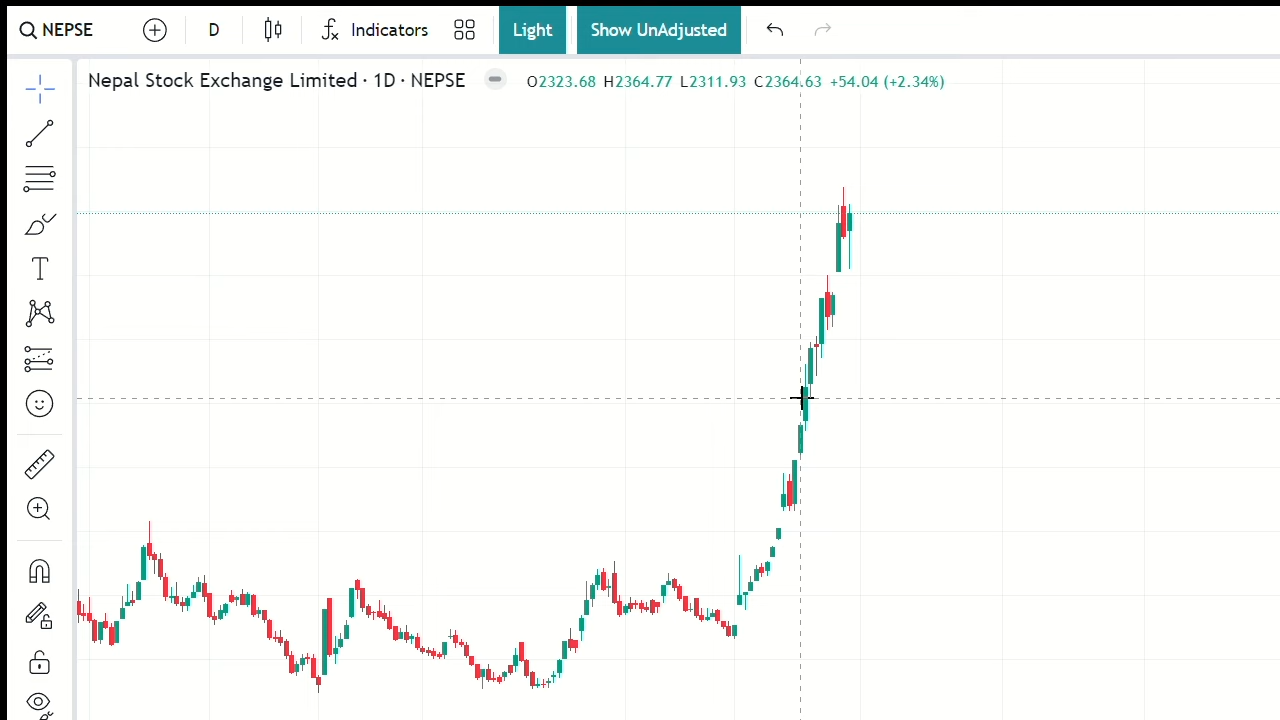 NEPSE D Indicators Light Show UnAdjusted
Nepal Stock Exchange Limited · 1D · NEPSE O2323.68 H2364.77 L2311.93 C2364.63 +54.04 (+2.34%)